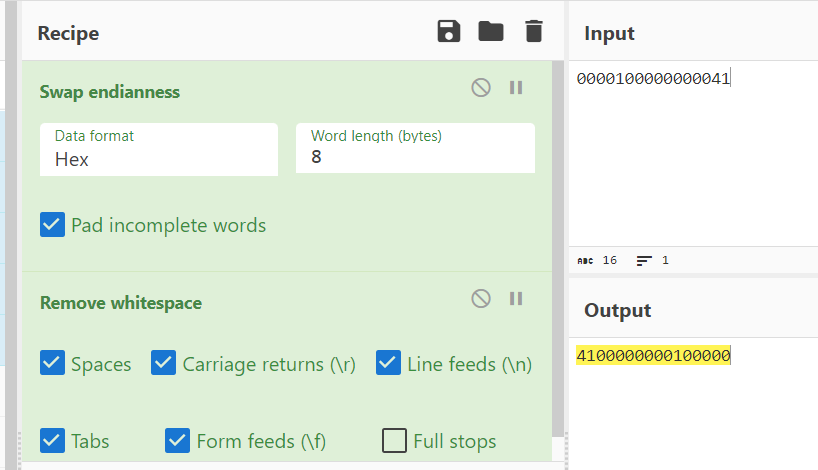 Recipe
Swap endianness
Data format
Hex
Word length (bytes)
8
Pad incomplete words
Remove whitespace
Spaces
Carriage returns (\r)
Line feeds (\n)
Tabs
Form feeds (\f)
Full stops
Input
0000100000000041
ABC 16 1
Output
4100000000100000